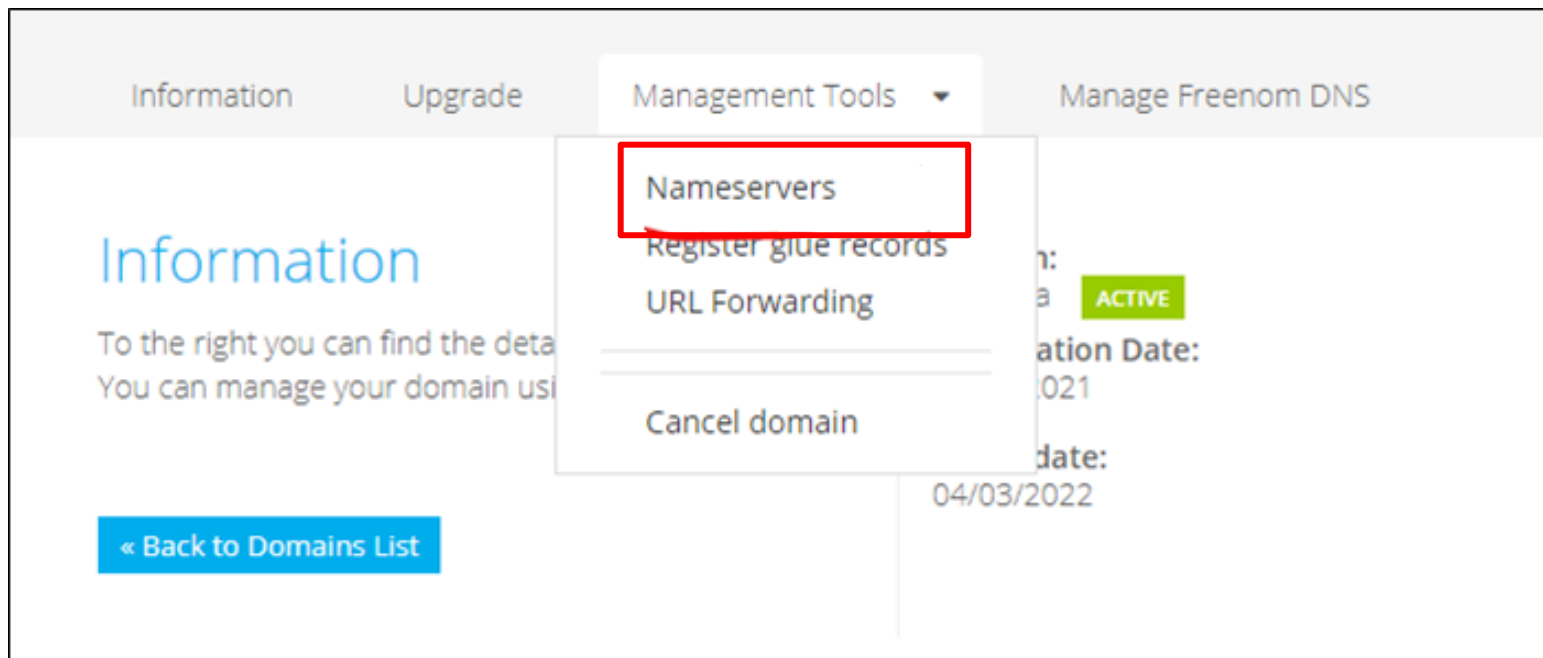 Information Upgrade Management Tools Manage Freenom DNS
Nameservers
Register glue records
URL Forwarding
Cancel domain
Information
To the right you can find the deta
You can manage your domain usi
« Back to Domains List
n:
a ACTIVE
ation Date:
021
date:
04/03/2022